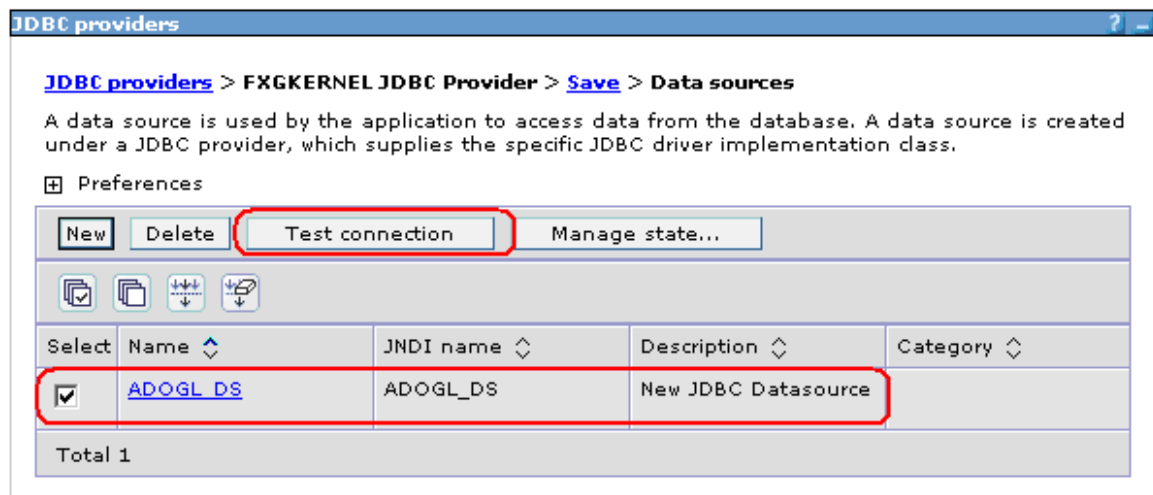 JDBC providers ? -
JDBC providers > FXGKERNEL JDBC Provider > Save > Data sources
A data source is used by the application to access data from the database. A data source is created
under a JDBC provider, which supplies the specific JDBC driver implementation class.
Preferences
New Delete Test connection Manage state...
Select Name JNDI name Description Category
ADOGL_DS ADOGL_DS New JDBC Datasource
Total 1